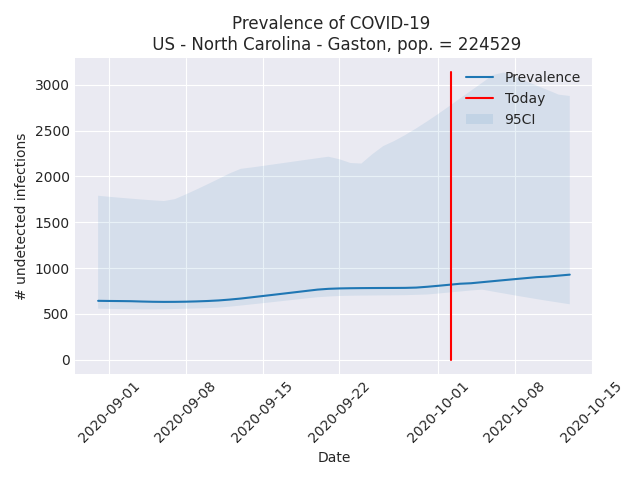 Prevalence of COVID-19
US - North Carolina - Gaston, pop. = 224529
Prevalence
Today
95CI
3000
2500
2000
1500
1000
500
0
# undetected infections
2020-09-01
2020-09-08
2020-09-15
2020-09-22
2020-10-01
2020-10-08
2020-10-15
Date